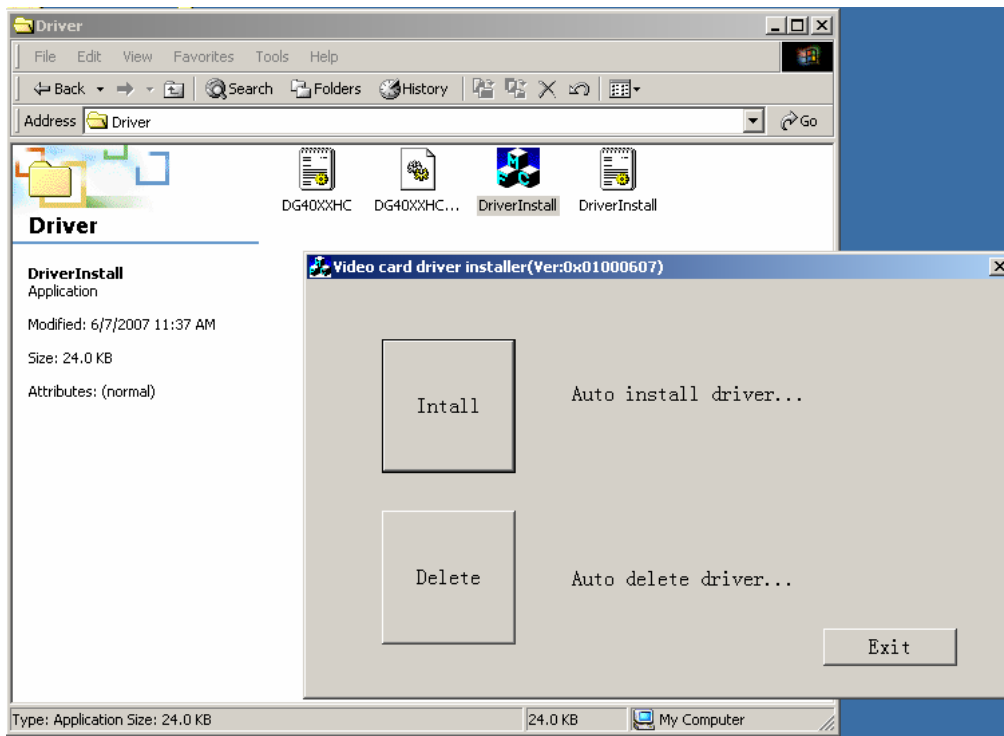 Driver
File Edit View Favorites Tools Help
Back Search Folders History
Address Driver Go
DG40XXHC DG40XXHC... DriverInstall DriverInstall
Driver
DriverInstall
Application
Modified: 6/7/2007 11:37 AM
Size: 24.0 KB
Attributes: (normal)
Video card driver installer(Ver:0x01000607)
Intall Auto install driver...
Delete Auto delete driver...
Exit
Type: Application Size: 24.0 KB 24.0 KB My Computer